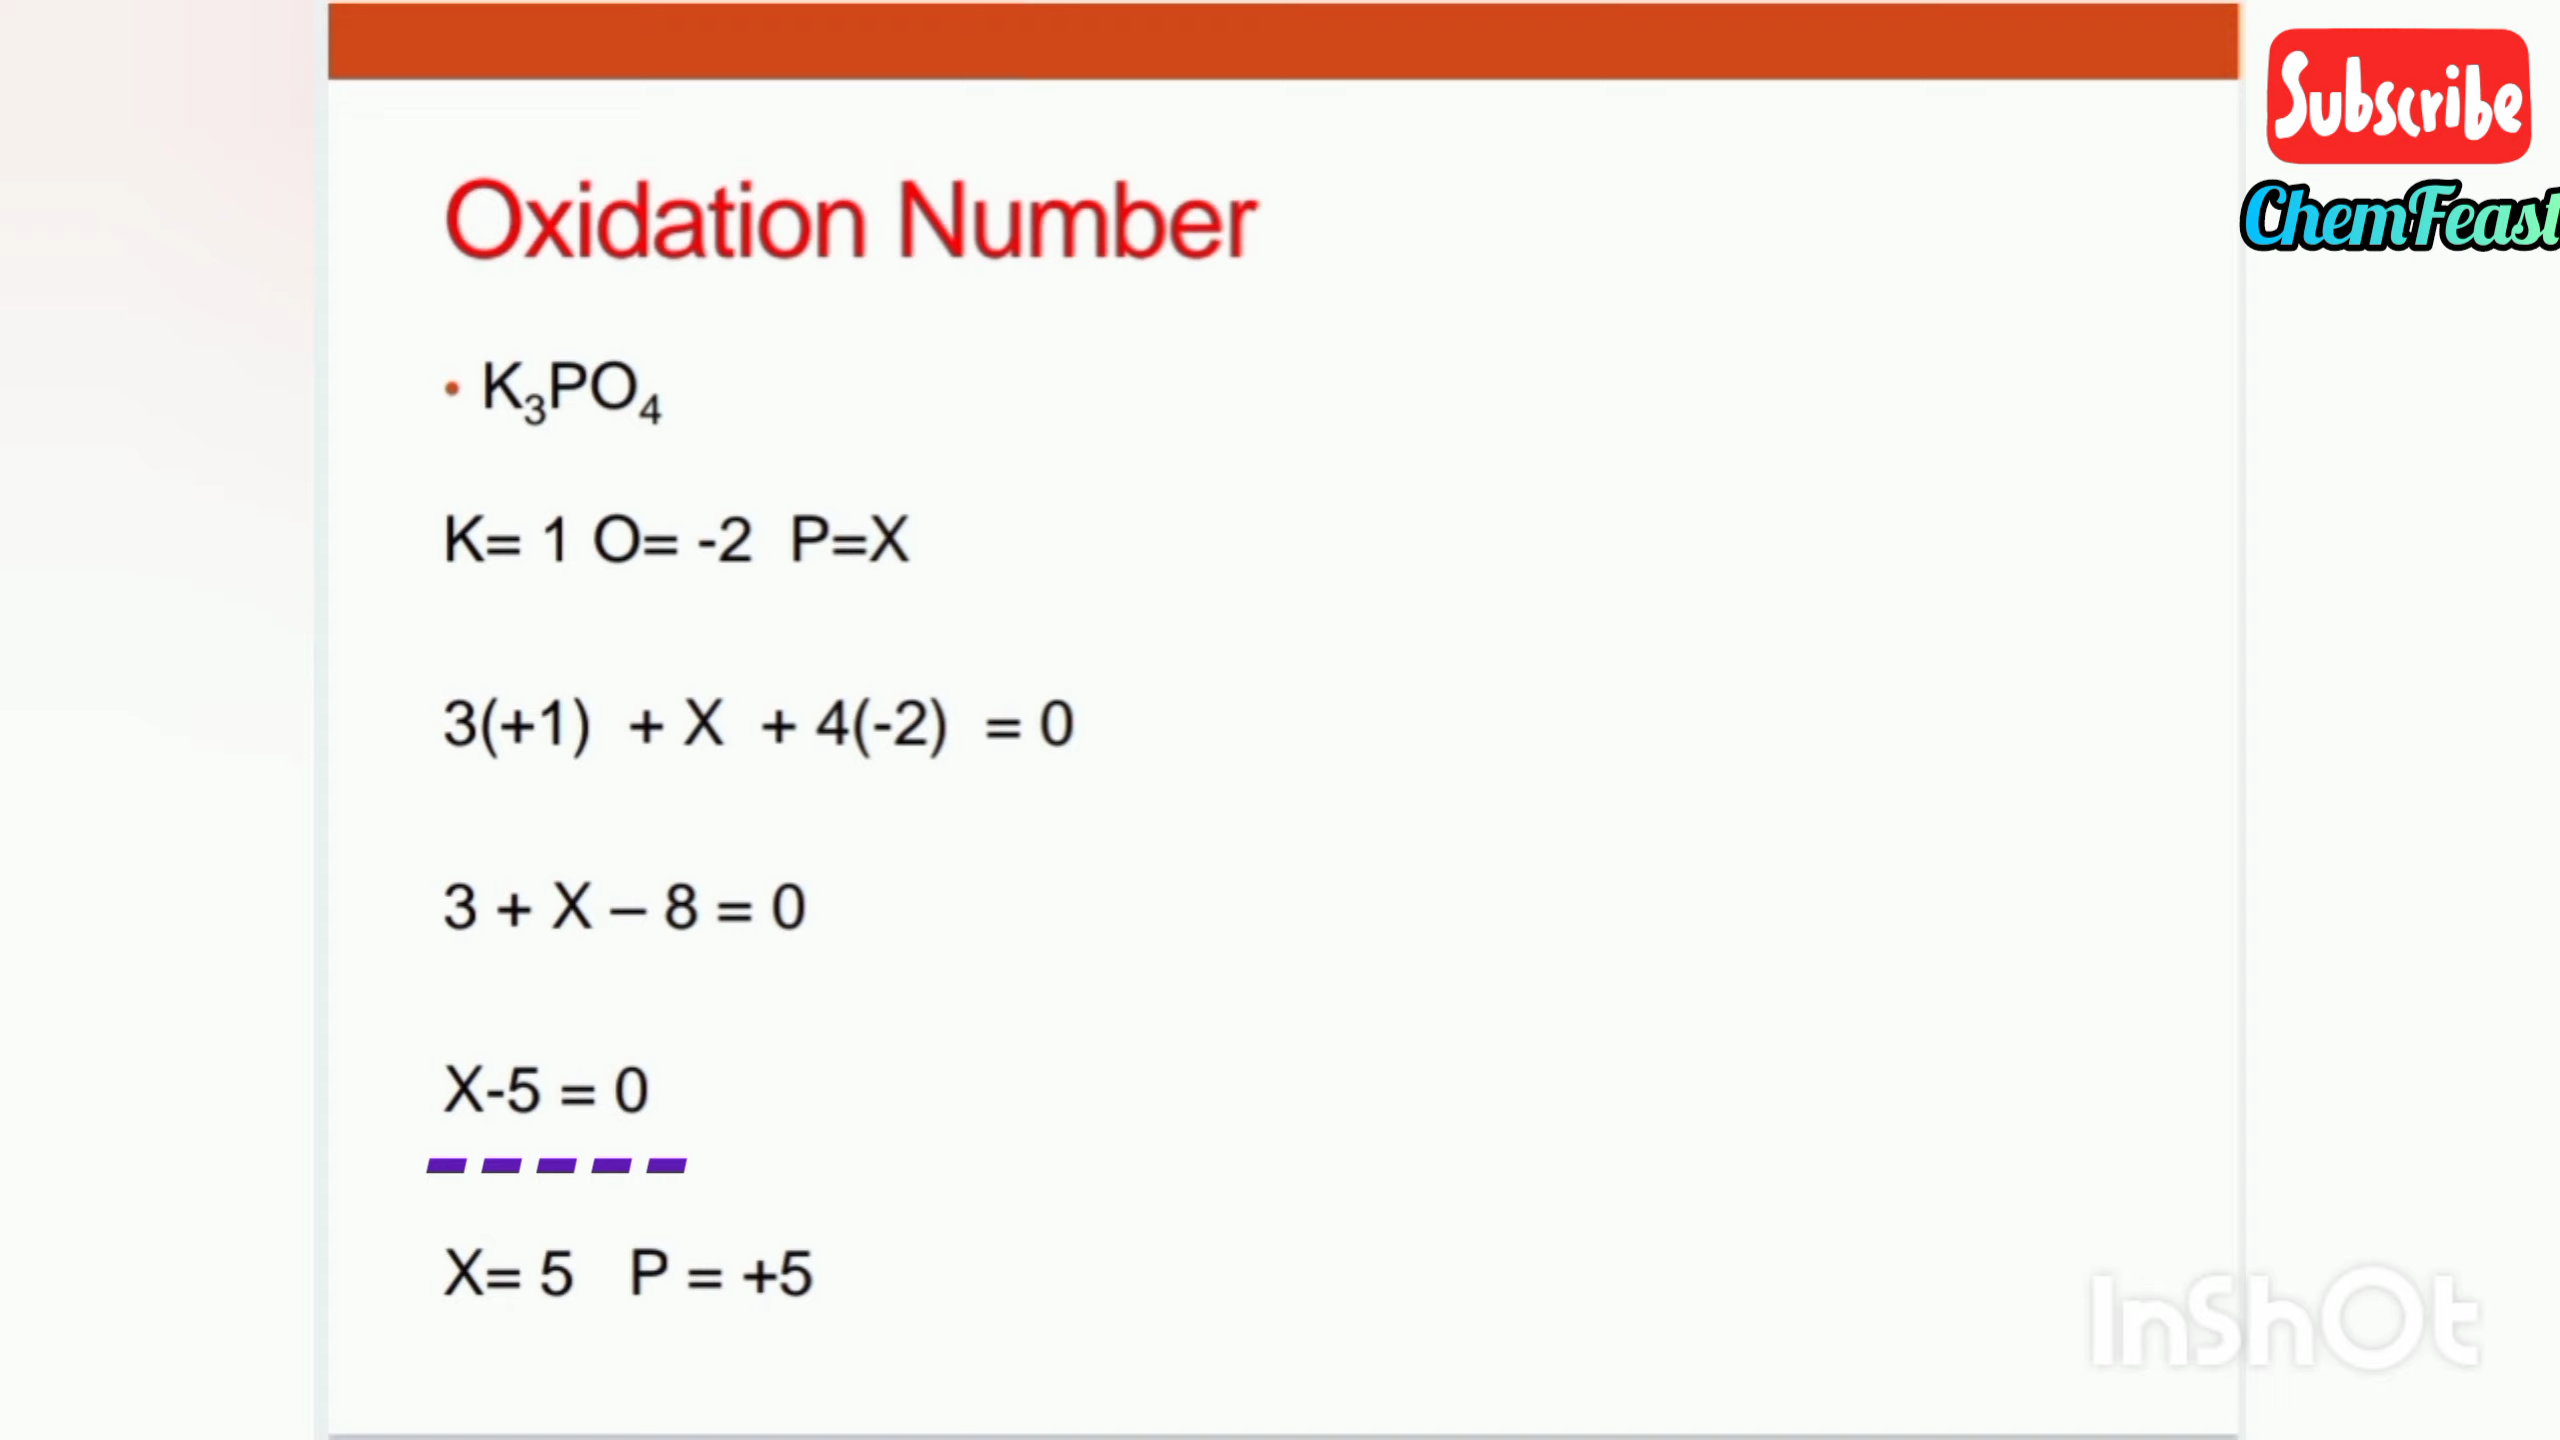 Subscribe
ChemFeast
Oxidation Number
• K₃PO₄
K= 1 O= -2 P=X
3(+1) + X + 4(-2) = 0
3 + X – 8 = 0
X-5 = 0
X= 5 P = +5
InShOt